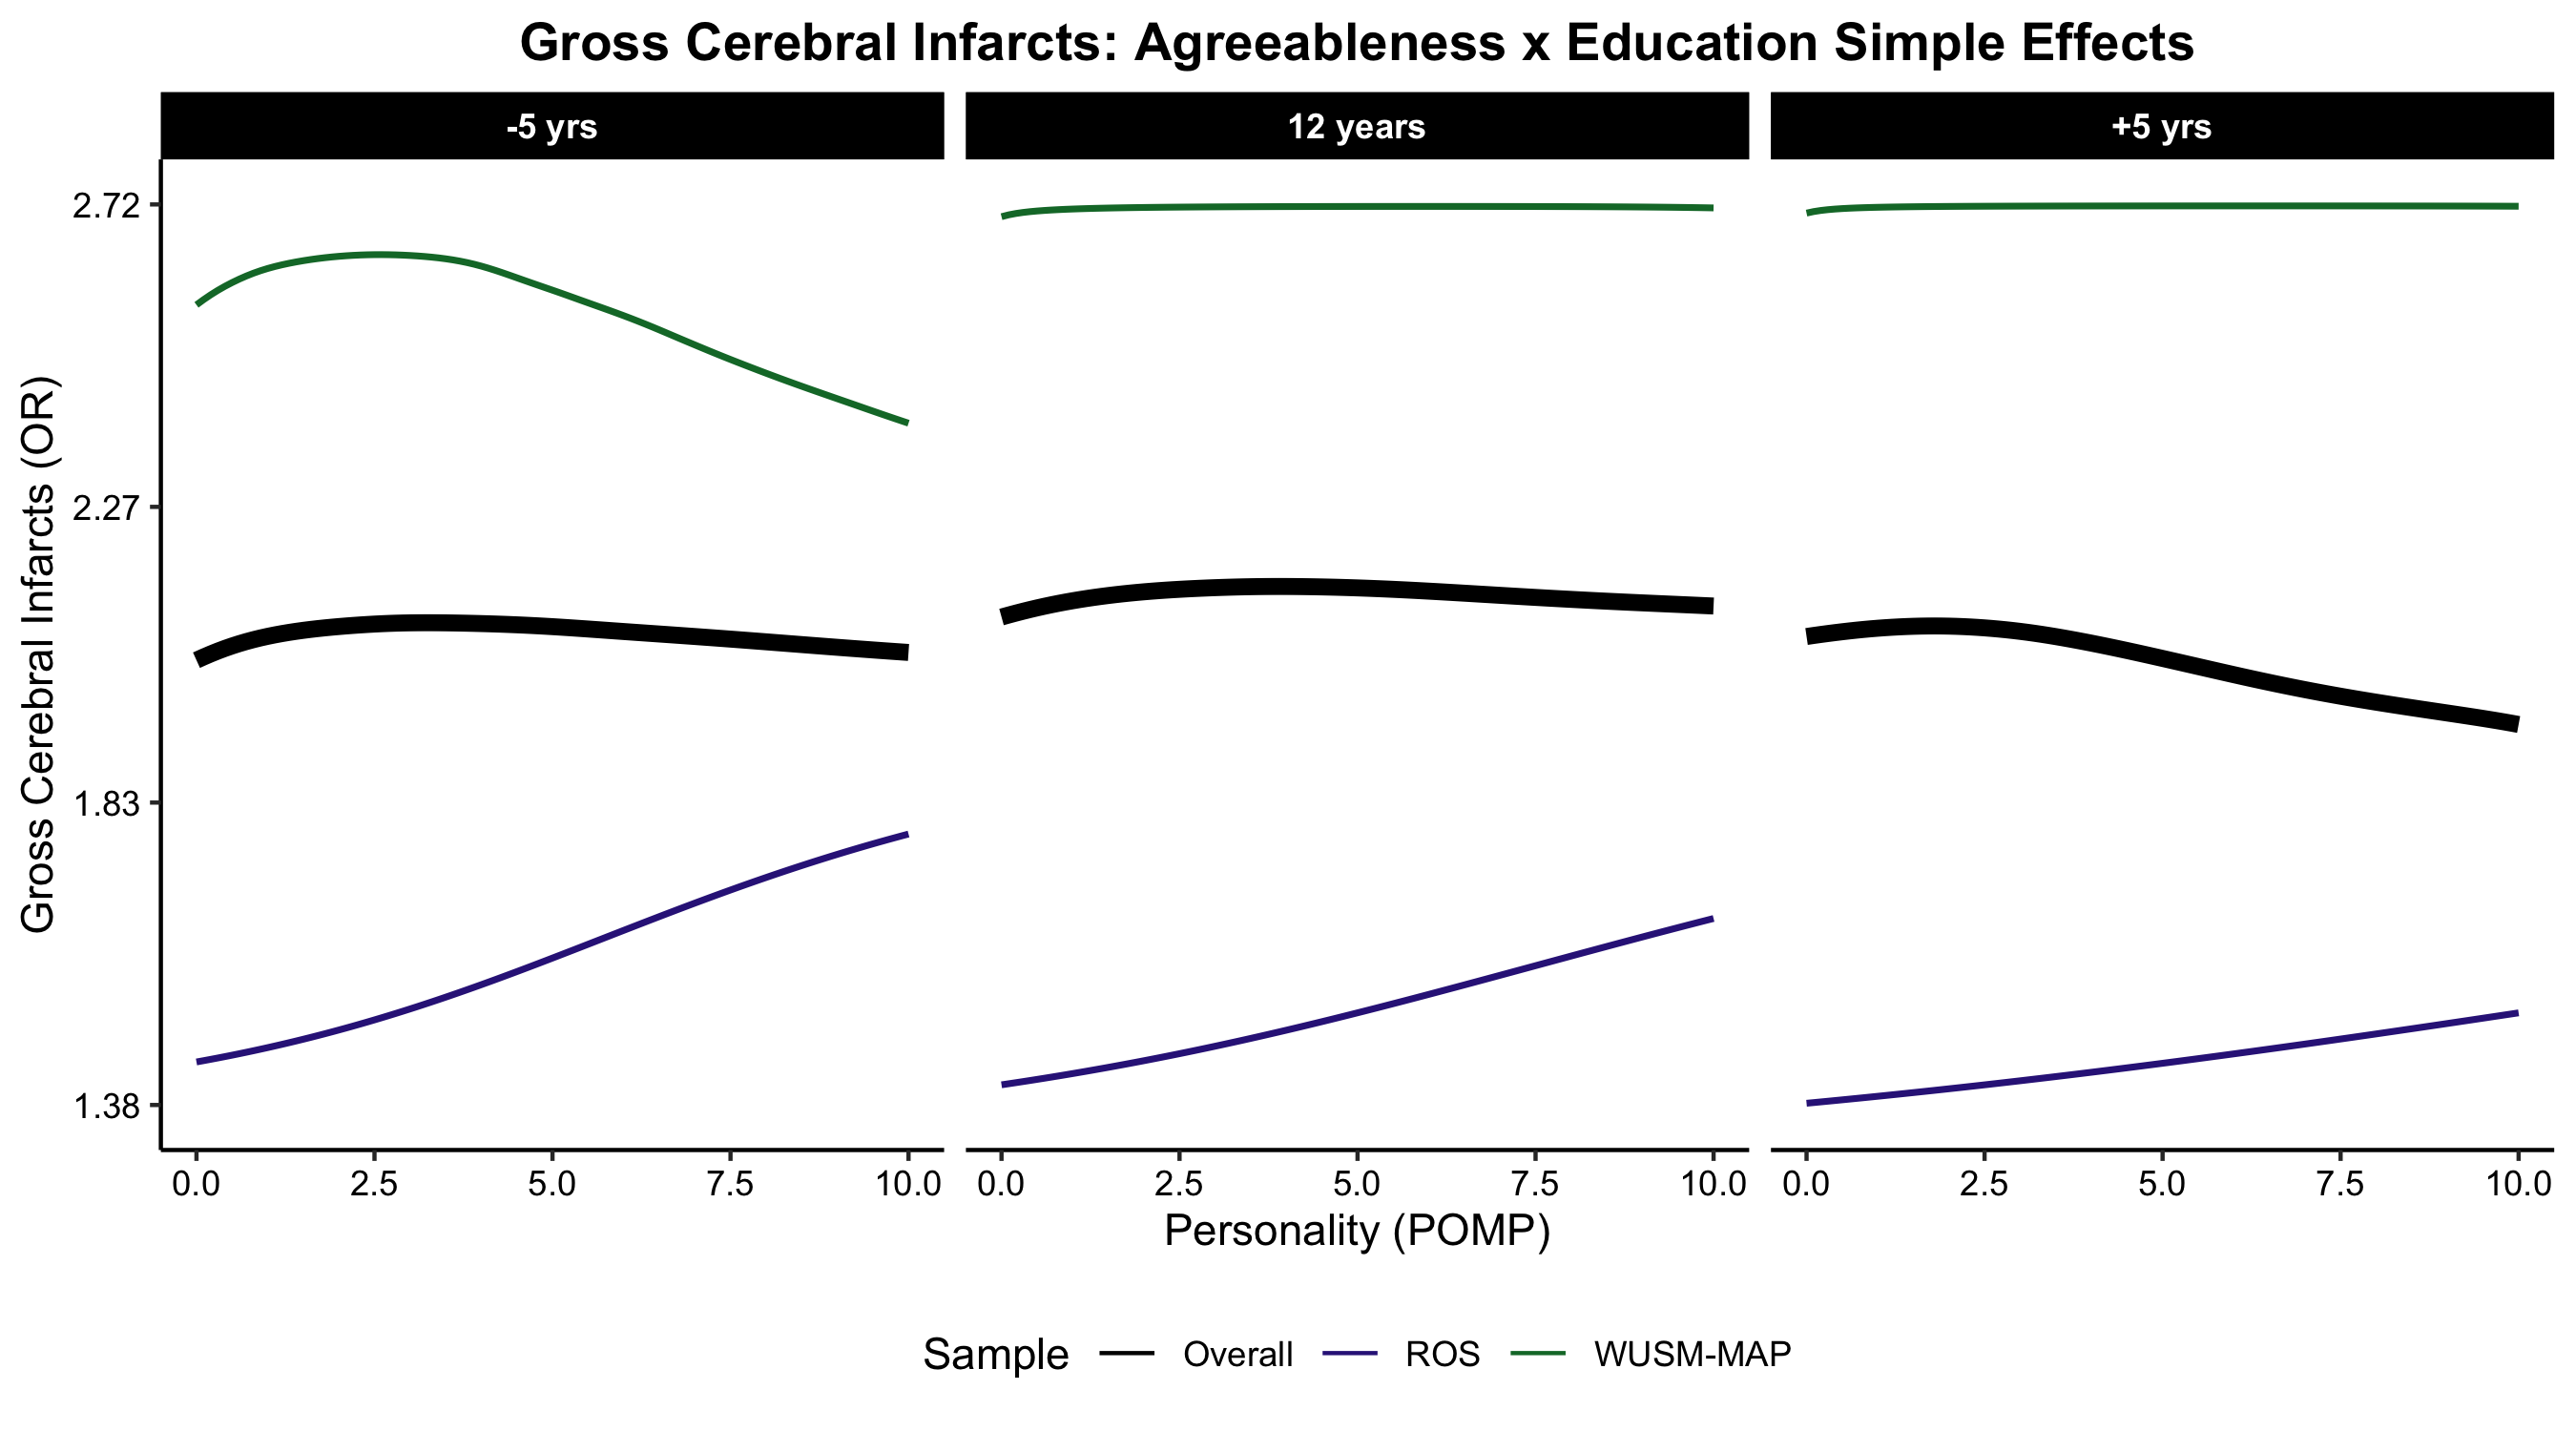 Gross Cerebral Infarcts: Agreeableness x Education Simple Effects
-5 yrs 12 years +5 yrs
Gross Cerebral Infarcts (OR)
2.72
2.27
1.83
1.38
0.0 2.5 5.0 7.5 10.0 0.0 2.5 5.0 7.5 10.0 0.0 2.5 5.0 7.5 10.0
Personality (POMP)
Sample Overall ROS WUSM-MAP